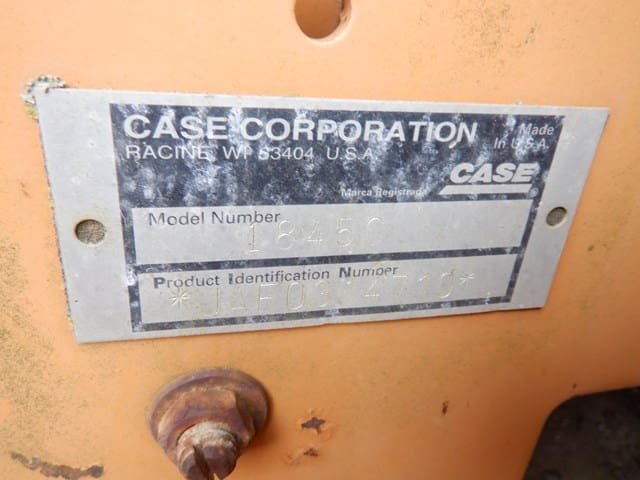 CASE CORPORATION
Made
RACINE, WI 53404 U.S.A.
In U.S.A.
Marca Registrada
CASE
Model Number
1845C
Product Identification Number